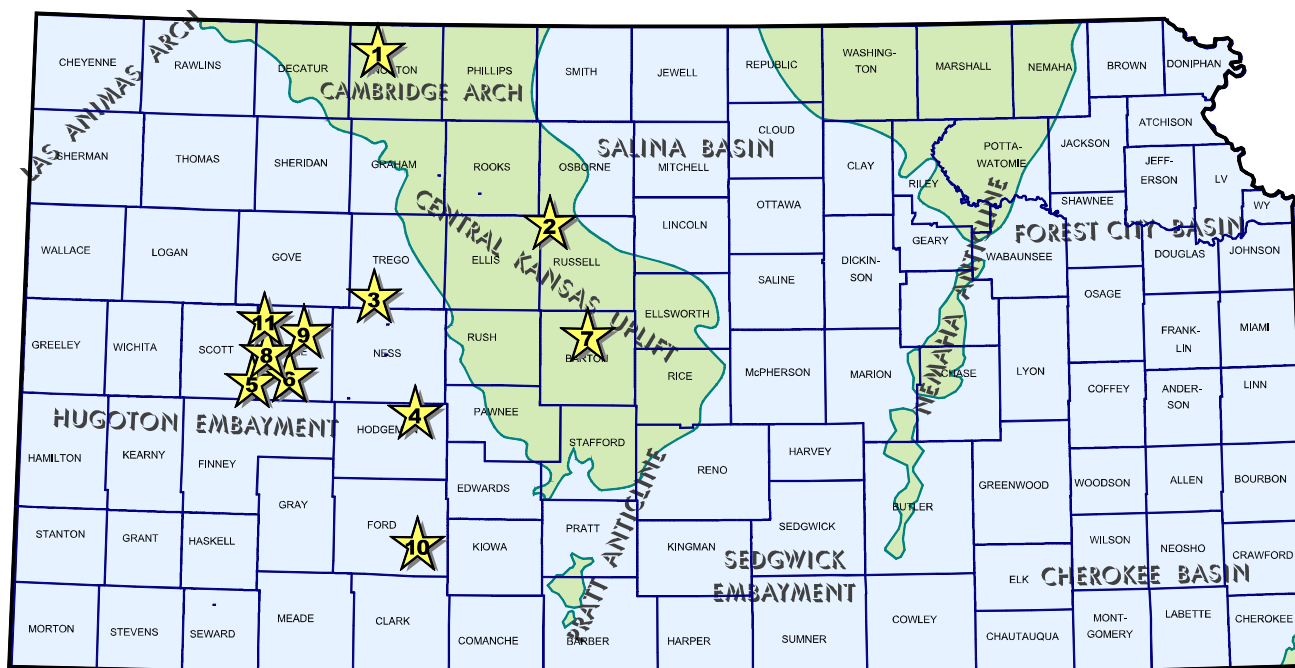 LAS ANIMAS ARCH
CHEYENNE
RAWLINS
DECATUR
1
PHILLIPS
SMITH
JEWELL
REPUBLIC
WASHING-
TON
MARSHALL
NEMAHA
BROWN
DONIPHAN
CAMBRIDGE ARCH
SHERMAN
THOMAS
SHERIDAN
GRAHAM
ROOKS
OSBORNE
SALINA BASIN
MITCHELL
CLOUD
CLAY
RILEY
POTTA-
WATOMIE
JACKSON
ATCHISON
JEFF-
ERSON
LV
WY
SHAWNEE
OTTAWA
LINCOLN
2
CENTRAL KANSAS UPLIFT
WALLACE
LOGAN
GOVE
TREGO
ELLIS
RUSSELL
3
SALINE
DICKIN-
SON
GEARY
NEMAHA ANTICLINE
FOREST CITY BASIN
WABAUNSEE
DOUGLAS
JOHNSON
OSAGE
ELLSWORTH
11
9
8
5
6
7
GREELEY
WICHITA
SCOTT
NESS
RUSH
BARTON
RICE
McPHERSON
MARION
CHASE
LYON
FRANK-
LIN
MIAMI
COFFEY
ANDER-
SON
LINN
HUGOTON EMBAYMENT
4
HODGEM
PAWNEE
STAFFORD
HAMILTON
KEARNY
FINNEY
GRAY
EDWARDS
RENO
HARVEY
BUTLER
GREENWOOD
WOODSON
ALLEN
BOURBON
STANTON
GRANT
HASKELL
FORD
10
KIOWA
PRATT
PRATT ANTICLINE
KINGMAN
SEDGWICK
SEDGWICK
EMBAYMENT
ELK
WILSON
NEOSHO
CRAWFORD
CHEROKEE BASIN
MORTON
STEVENS
SEWARD
MEADE
CLARK
COMANCHE
BARBER
HARPER
SUMNER
COWLEY
CHAUTAUQUA
MONT-
GOMERY
LABETTE
CHEROKEE